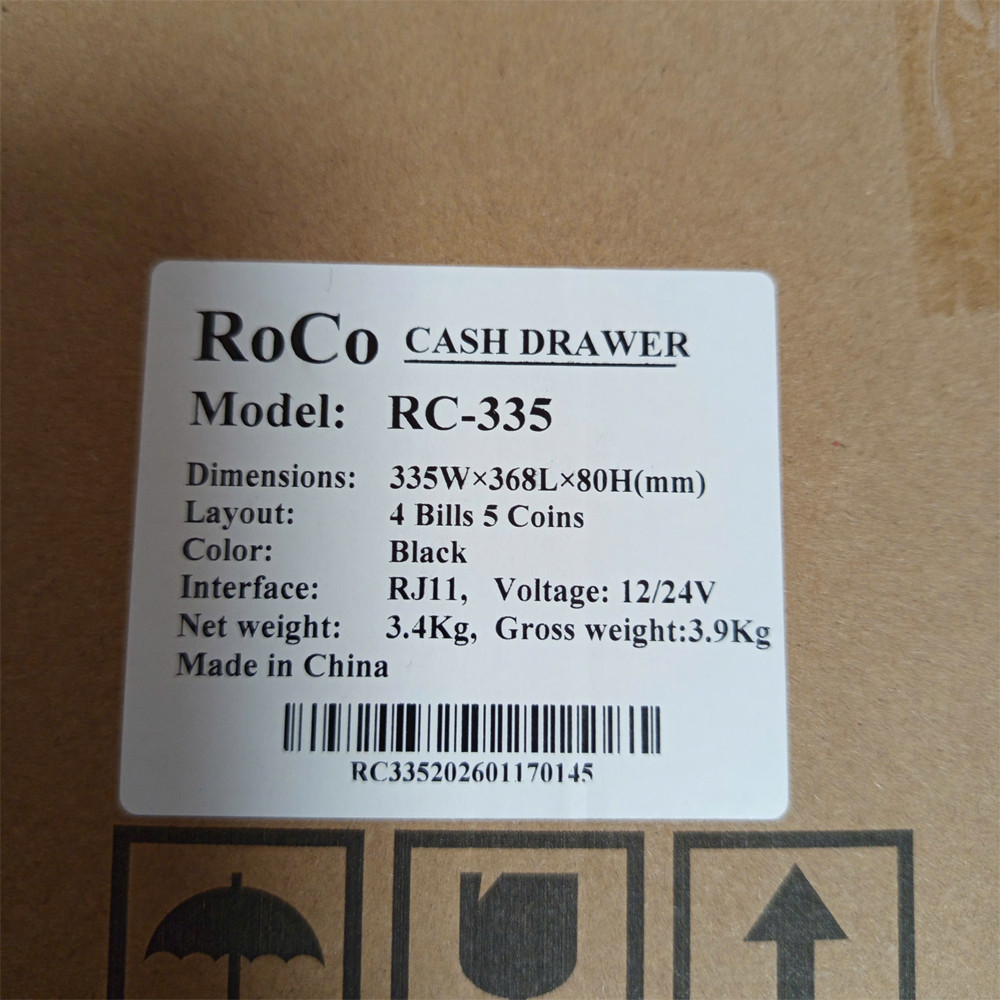 RoCo CASH DRAWER
Model: RC-335
Dimensions: 335W×368L×80H(mm)
Layout: 4 Bills 5 Coins
Color: Black
Interface: RJ11, Voltage: 12/24V
Net weight: 3.4Kg, Gross weight:3.9Kg
Made in China
RC335202601170145